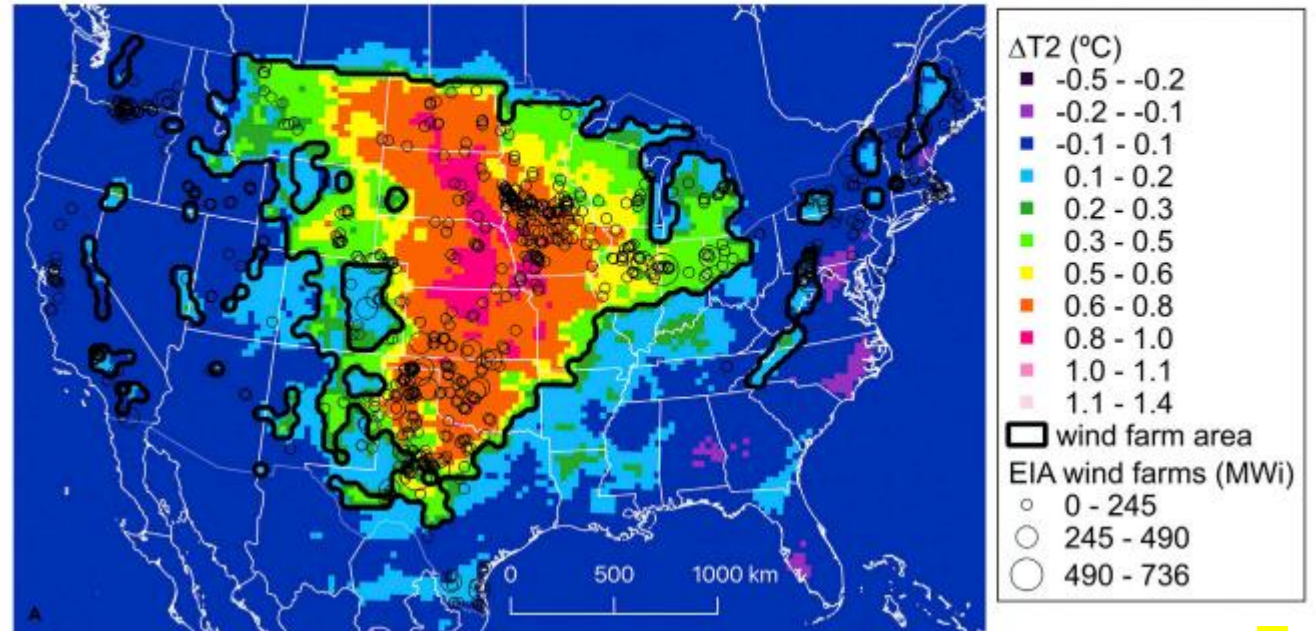 ΔT2 (ºC)
-0.5 - -0.2
-0.2 - -0.1
-0.1 - 0.1
0.1 - 0.2
0.2 - 0.3
0.3 - 0.5
0.5 - 0.6
0.6 - 0.8
0.8 - 1.0
1.0 - 1.1
1.1 - 1.4
wind farm area
EIA wind farms (MWi)
0 - 245
245 - 490
490 - 736
0 500 1000 km
A